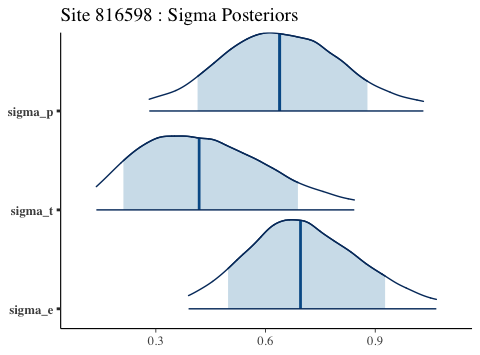 Site 816598 : Sigma Posteriors
sigma_p
sigma_t
sigma_e
0.3 0.6 0.9